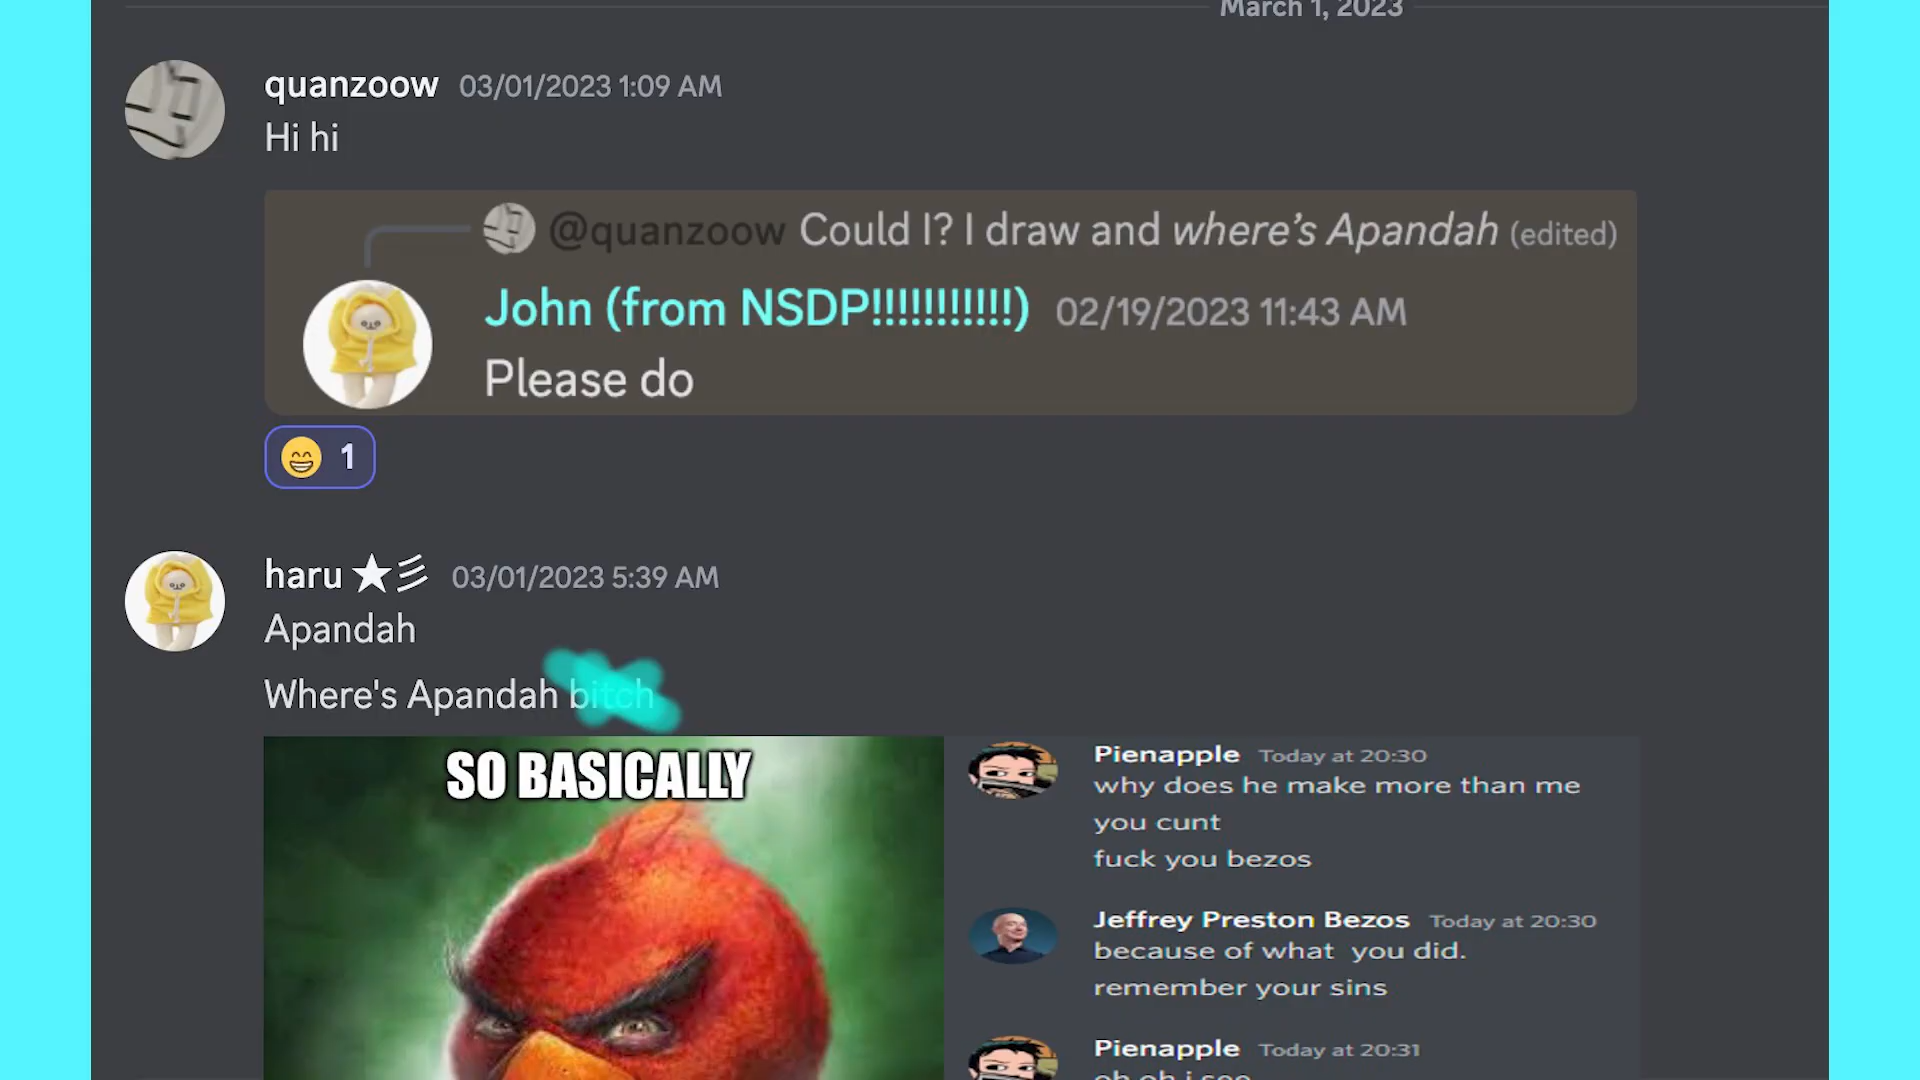 March 1, 2023
quanzoow 03/01/2023 1:09 AM
Hi hi
@quanzoow Could I? I draw and where's Apandah (edited)
John (from NSDP!!!!!!!!!!!) 02/19/2023 11:43 AM
Please do
😁 1
haru ★彡 03/01/2023 5:39 AM
Apandah
Where's Apandah bitch
SO BASICALLY
Pienapple Today at 20:30
why does he make more than me
you cunt
fuck you bezos
Jeffrey Preston Bezos Today at 20:30
because of what you did.
remember your sins
Pienapple Today at 20:31
oh oh i see